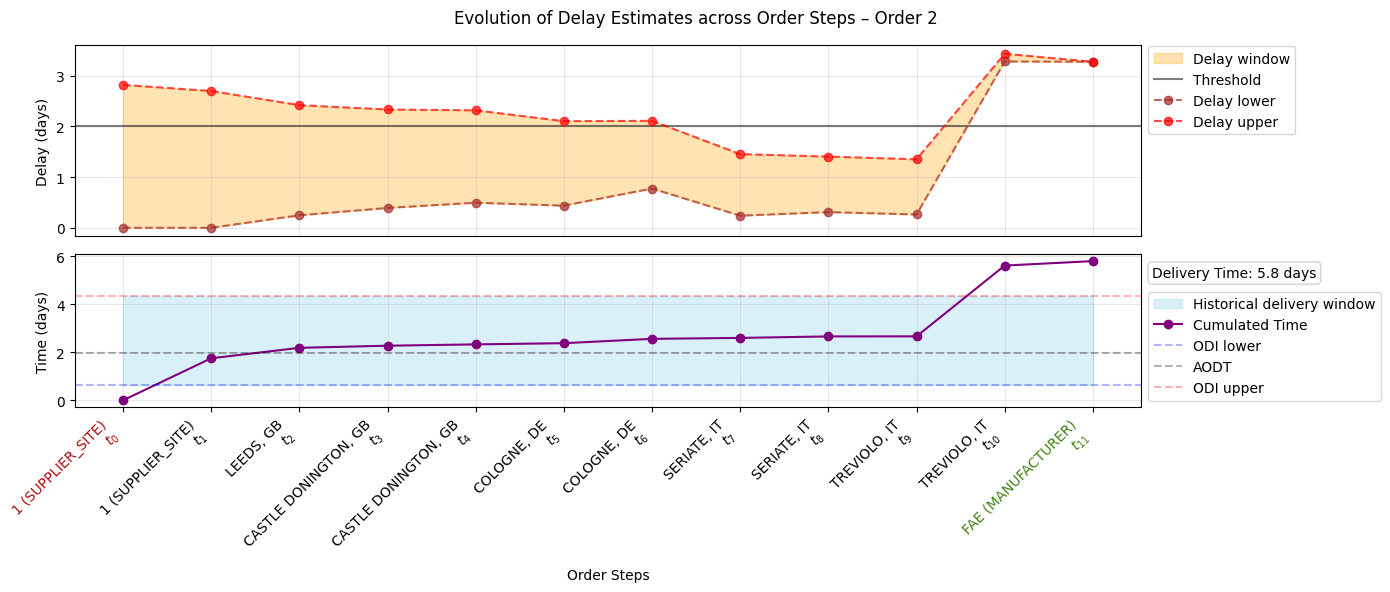 Evolution of Delay Estimates across Order Steps – Order 2
Delay (days)
3
2
1
0
Delay window
Threshold
Delay lower
Delay upper
Time (days)
6
4
2
0
Delivery Time: 5.8 days
Historical delivery window
Cumulated Time
ODI lower
AODT
ODI upper
1 (SUPPLIER_SITE)
t0
1 (SUPPLIER_SITE)
t1
LEEDS, GB
t2
CASTLE DONINGTON, GB
t3
CASTLE DONINGTON, GB
t4
COLOGNE, DE
t5
COLOGNE, DE
t6
SERIATE, IT
t7
SERIATE, IT
t8
TREVIOLO, IT
t9
TREVIOLO, IT
t10
FAE (MANUFACTURER)
t11
Order Steps